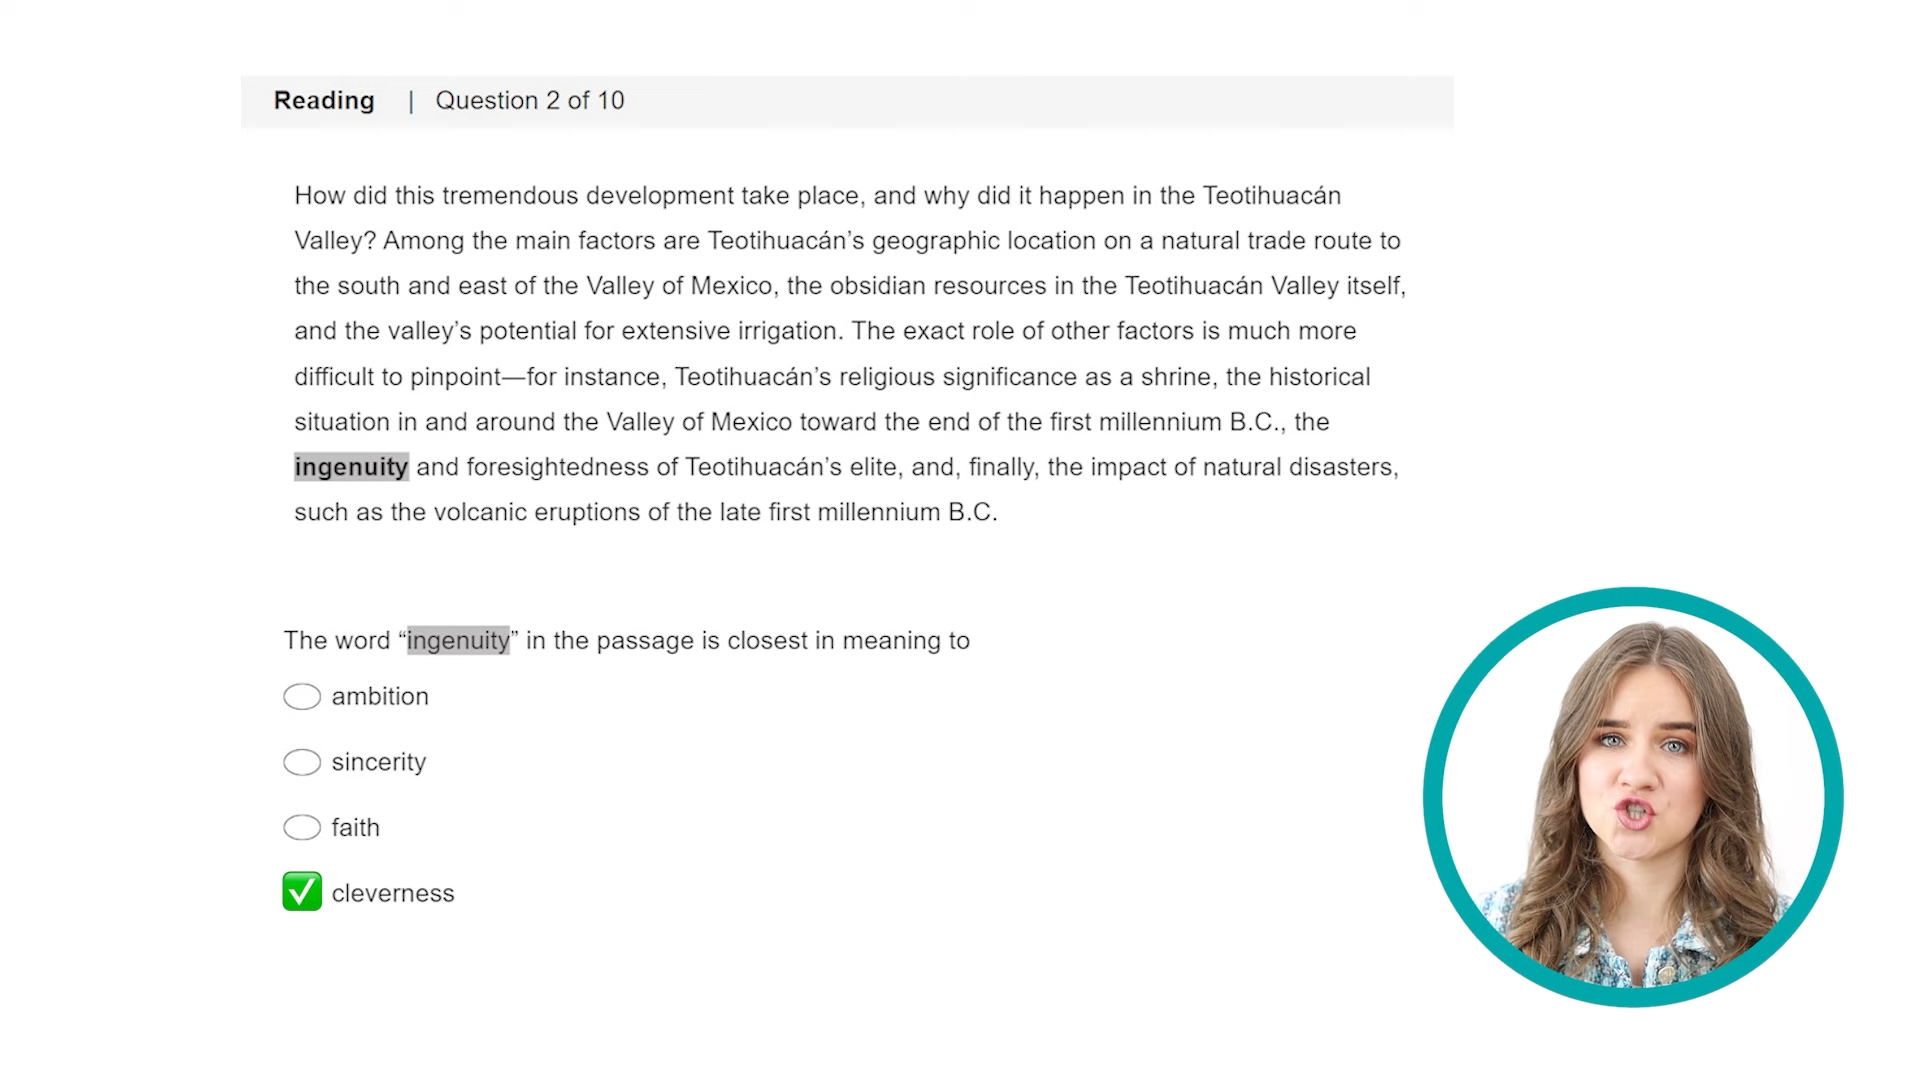 Reading | Question 2 of 10
How did this tremendous development take place, and why did it happen in the Teotihuacán
Valley? Among the main factors are Teotihuacán’s geographic location on a natural trade route to
the south and east of the Valley of Mexico, the obsidian resources in the Teotihuacán Valley itself,
and the valley’s potential for extensive irrigation. The exact role of other factors is much more
difficult to pinpoint—for instance, Teotihuacán’s religious significance as a shrine, the historical
situation in and around the Valley of Mexico toward the end of the first millennium B.C., the
ingenuity and foresightedness of Teotihuacán’s elite, and, finally, the impact of natural disasters,
such as the volcanic eruptions of the late first millennium B.C.
The word “ingenuity” in the passage is closest in meaning to
ambition
sincerity
faith
cleverness